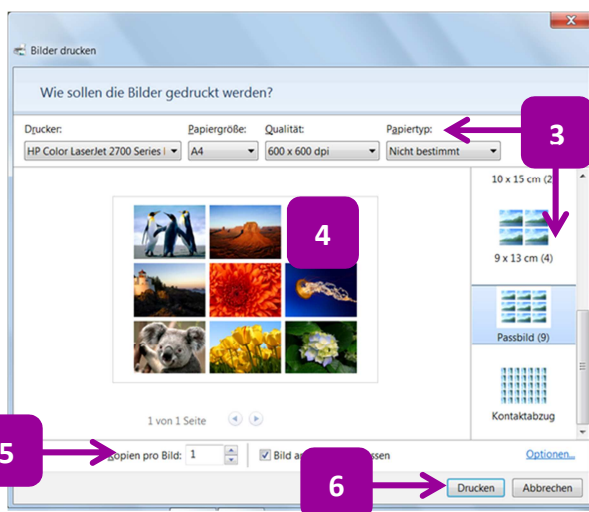 Bilder drucken
Wie sollen die Bilder gedruckt werden?
Drucker: Papiergröße: Qualität: Papiertyp:
HP Color LaserJet 2700 Series A4 600 x 600 dpi Nicht bestimmt
3
10 x 15 cm (2
4
9 x 13 cm (4)
Passbild (9)
Kontaktabzug
1 von 1 Seite
5
Kopien pro Bild: 1 Bild
Optionen...
6
Drucken Abbrechen